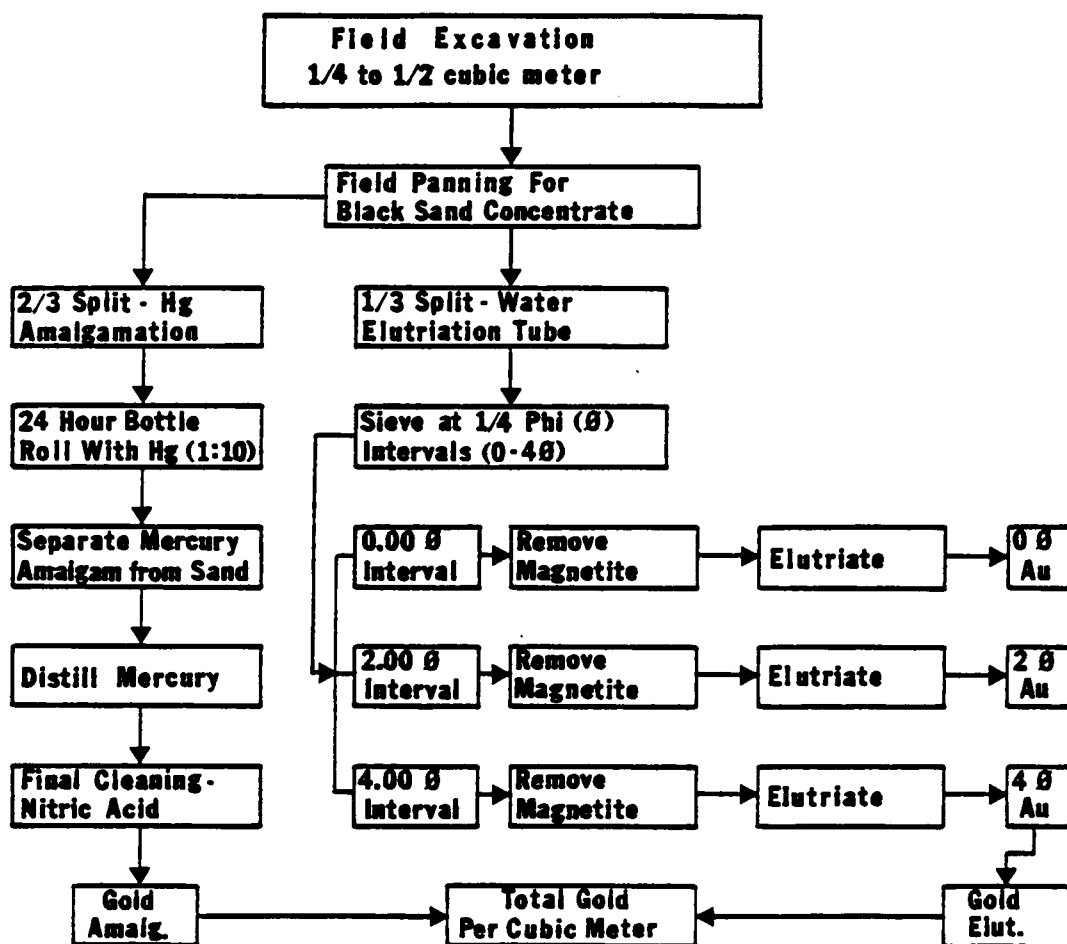 Field Excavation
1/4 to 1/2 cubic meter
Field Panning For
Black Sand Concentrate
2/3 Split - Hg
Amalgamation
1/3 Split - Water
Elutriation Tube
24 Hour Bottle
Roll With Hg (1:10)
Sieve at 1/4 Phi (Ø)
Intervals (0-4Ø)
Separate Mercury
Amalgam from Sand
0.00 Ø
Interval
Remove
Magnetite
Elutriate
0 Ø
Au
Distill Mercury
2.00 Ø
Interval
Remove
Magnetite
Elutriate
2 Ø
Au
Final Cleaning -
Nitric Acid
4.00 Ø
Interval
Remove
Magnetite
Elutriate
4 Ø
Au
Gold
Amalg.
Total Gold
Per Cubic Meter
Gold
Elut.